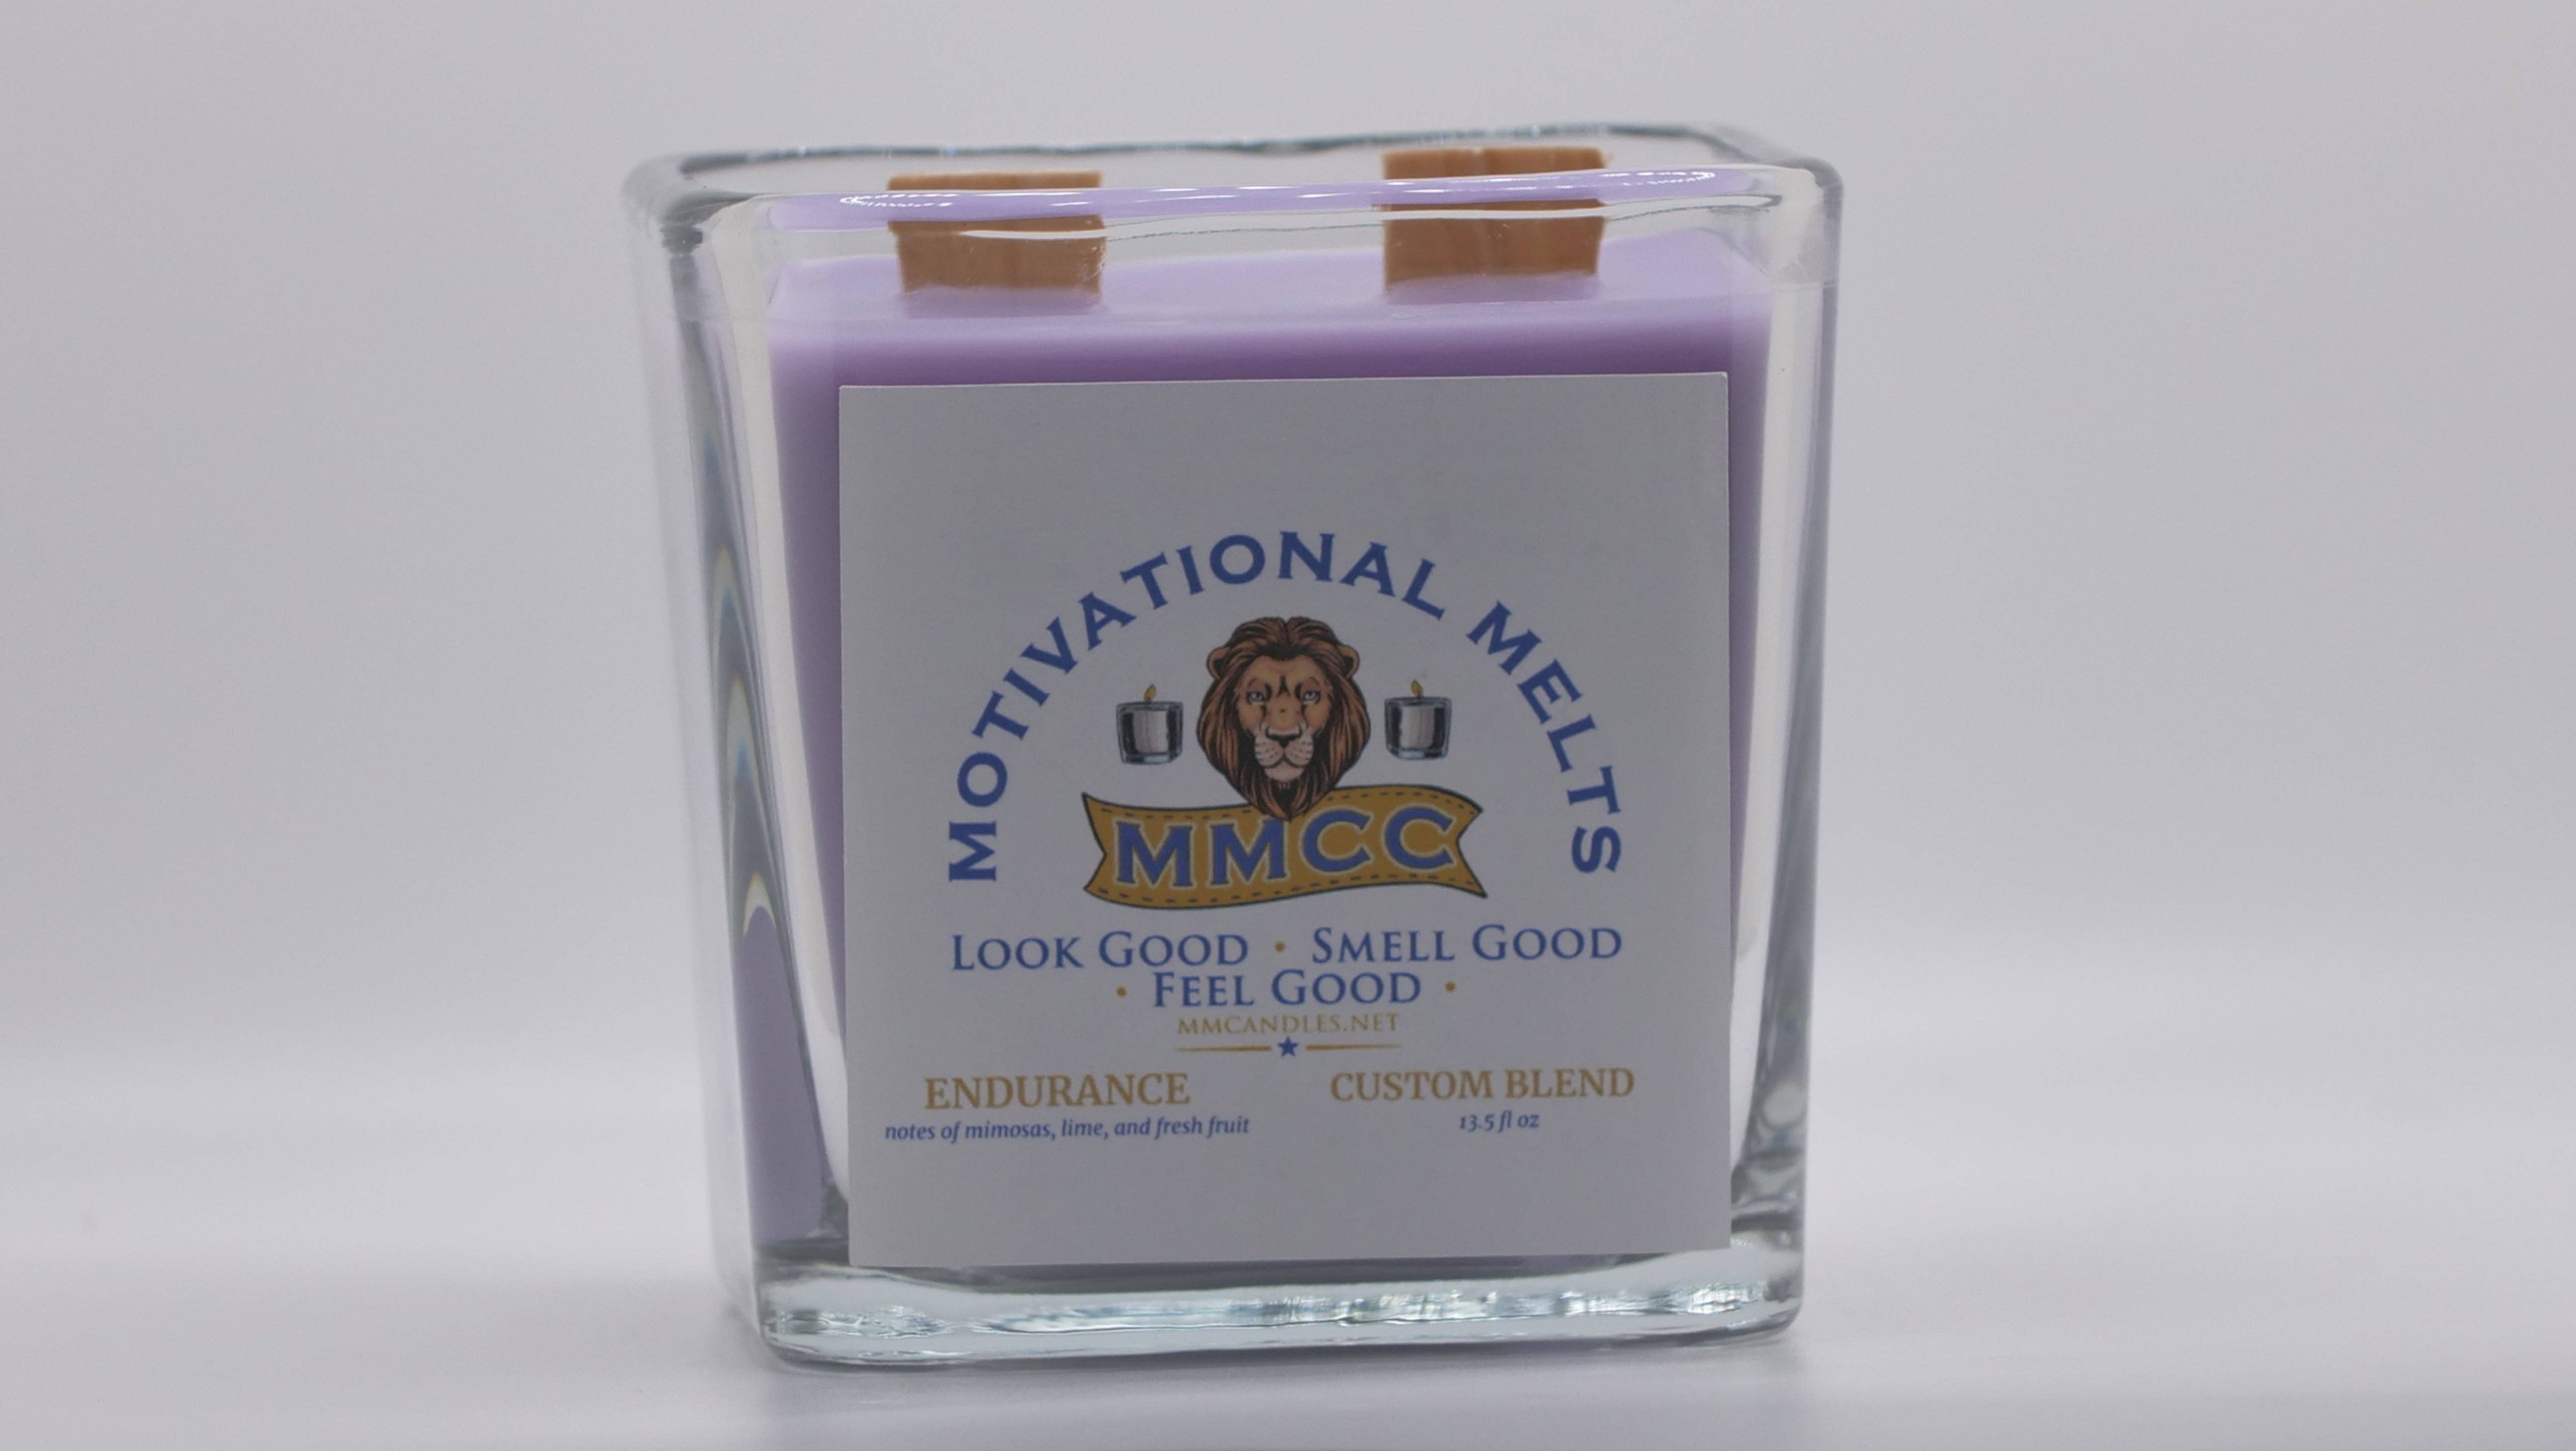 MOTIVATIONAL MELTS
MMCC
LOOK GOOD • SMELL GOOD
• FEEL GOOD •
MMCANDLES.NET
ENDURANCE
notes of mimosas, lime, and fresh fruit
CUSTOM BLEND
13.5 fl oz